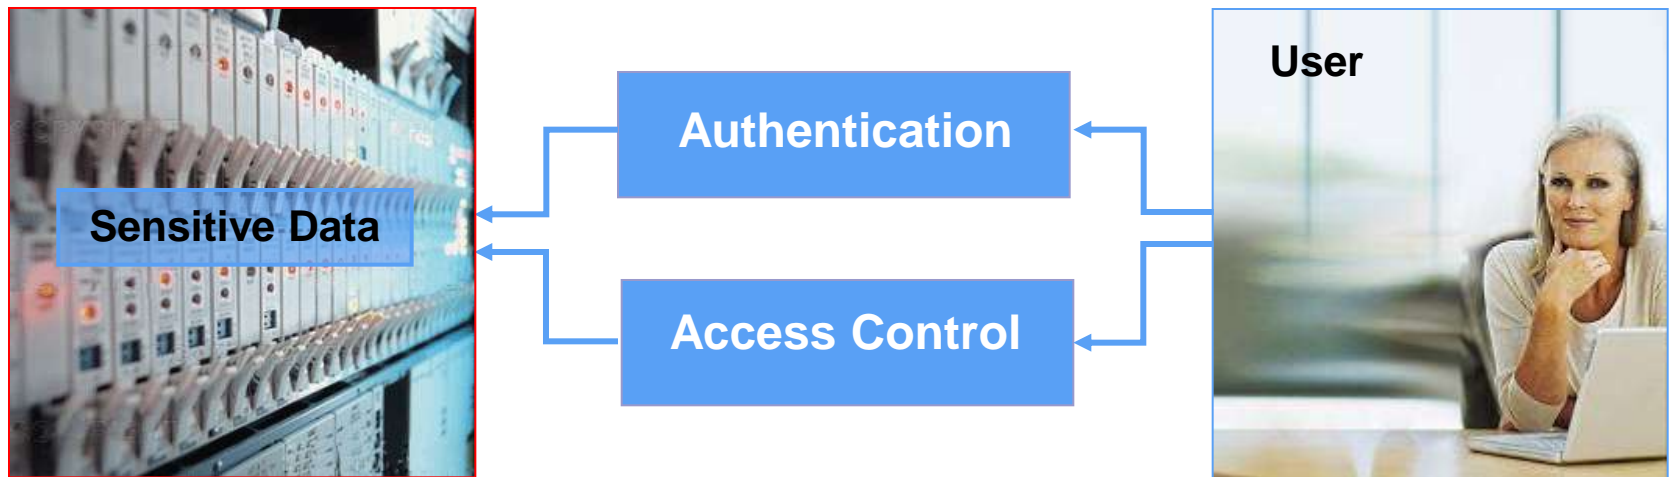 User
Authentication
Sensitive Data
Access Control